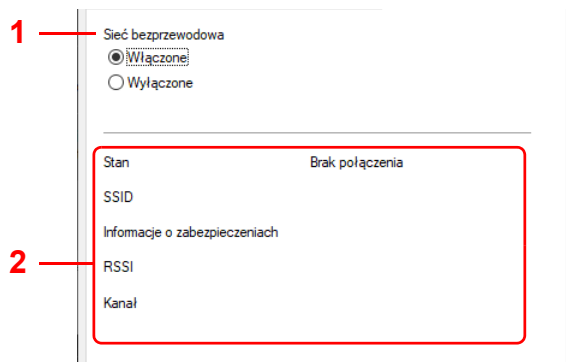 1
Sieć bezprzewodowa
Włączone
Wyłączone
Stan Brak połączenia
SSID
Informacje o zabezpieczeniach
2
RSSI
Kanał